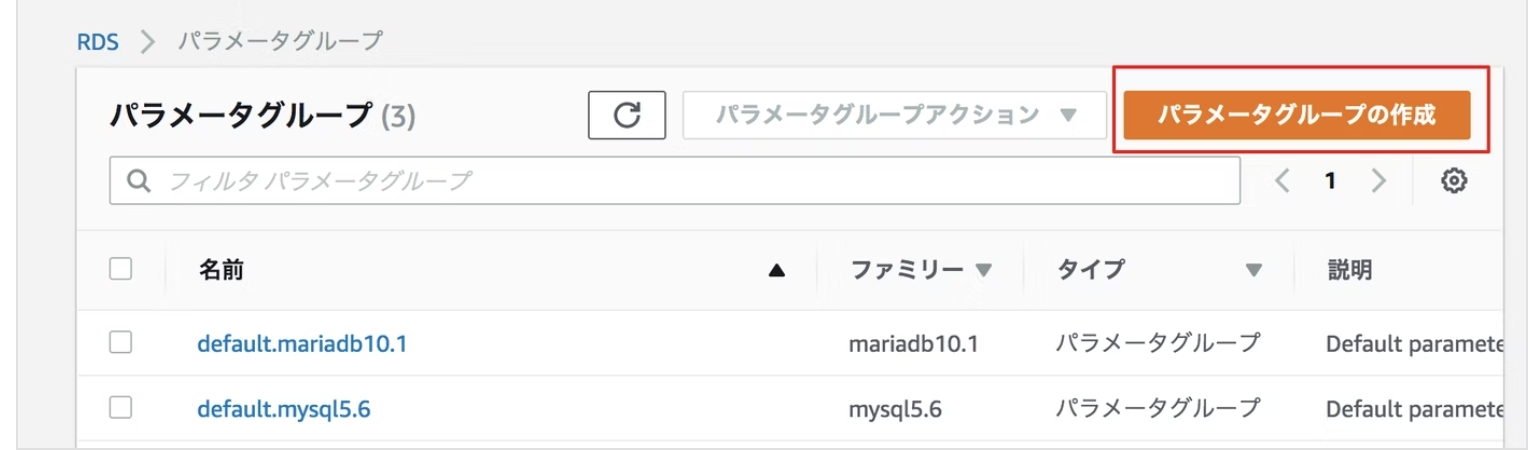 RDS > パラメータグループ
パラメータグループ (3) パラメータグループアクション ▼ パラメータグループの作成
フィルタ パラメータグループ < 1 >
名前 ▲ ファミリー ▼ タイプ ▼ 説明
default.mariadb10.1 mariadb10.1 パラメータグループ Default paramete
default.mysql5.6 mysql5.6 パラメータグループ Default paramete